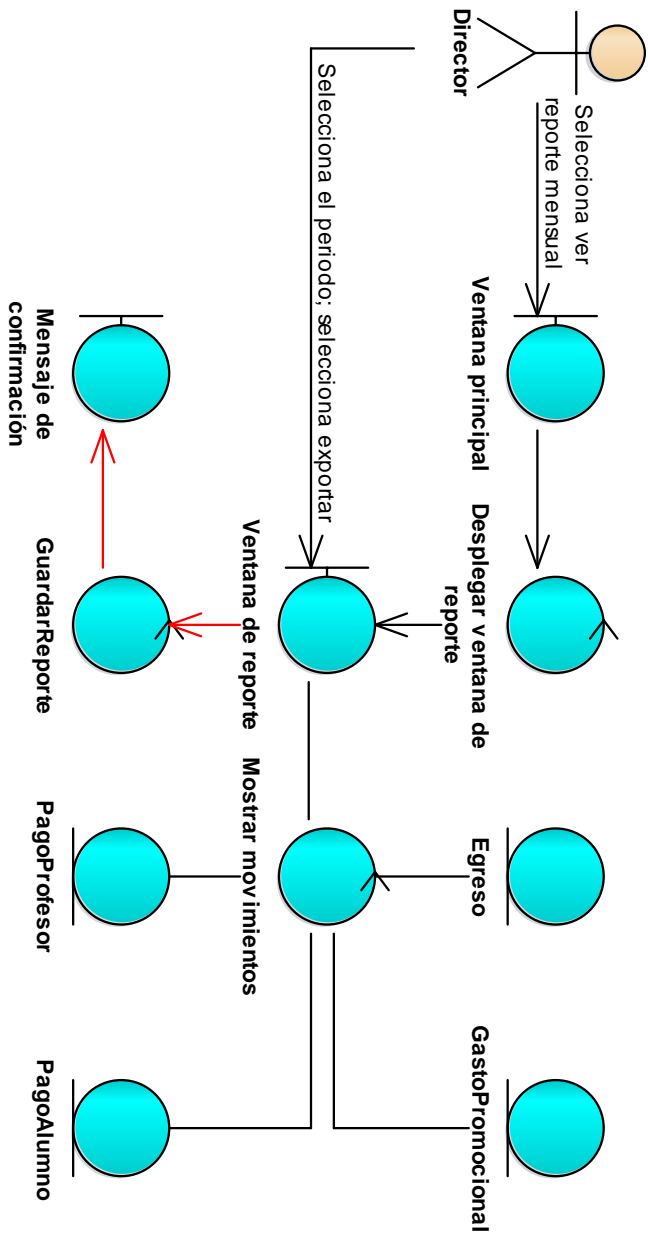 Director
Selecciona ver
reporte mensual
Ventana principal
Desplegar ventana de
reporte
Egreso
GastoPromocional
Selecciona el periodo; selecciona exportar
Ventana de reporte
Mostrar movimientos
Mensaje de
confirmación
GuardarReporte
PagoProfesor
PagoAlumno